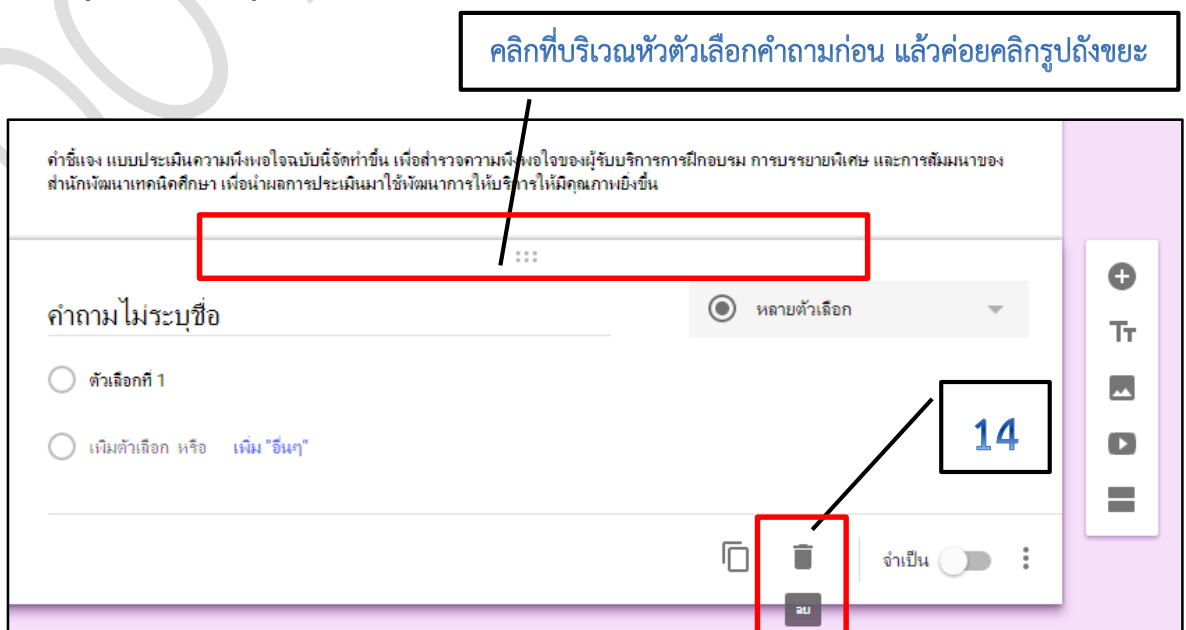 คลิกที่บริเวณหัวตัวเลือกคำถามก่อน แล้วค่อยคลิกรูปถังขยะ
คำชี้แจง แบบประเมินความพึงพอใจฉบับนี้จัดทำขึ้น เพื่อสำรวจความพึงพอใจของผู้รับบริการการฝึกอบรม การบรรยายพิเศษ และการสัมมนาของ
สำนักพัฒนาเทคนิคศึกษา เพื่อนำผลการประเมินมาใช้พัฒนาการให้บริการให้มีคุณภาพยิ่งขึ้น
คำถามไม่ระบุชื่อ
หลายตัวเลือก
Tт
ตัวเลือกที่ 1
14
เพิ่มตัวเลือก หรือ เพิ่ม "อื่นๆ"
จำเป็น
ลบ